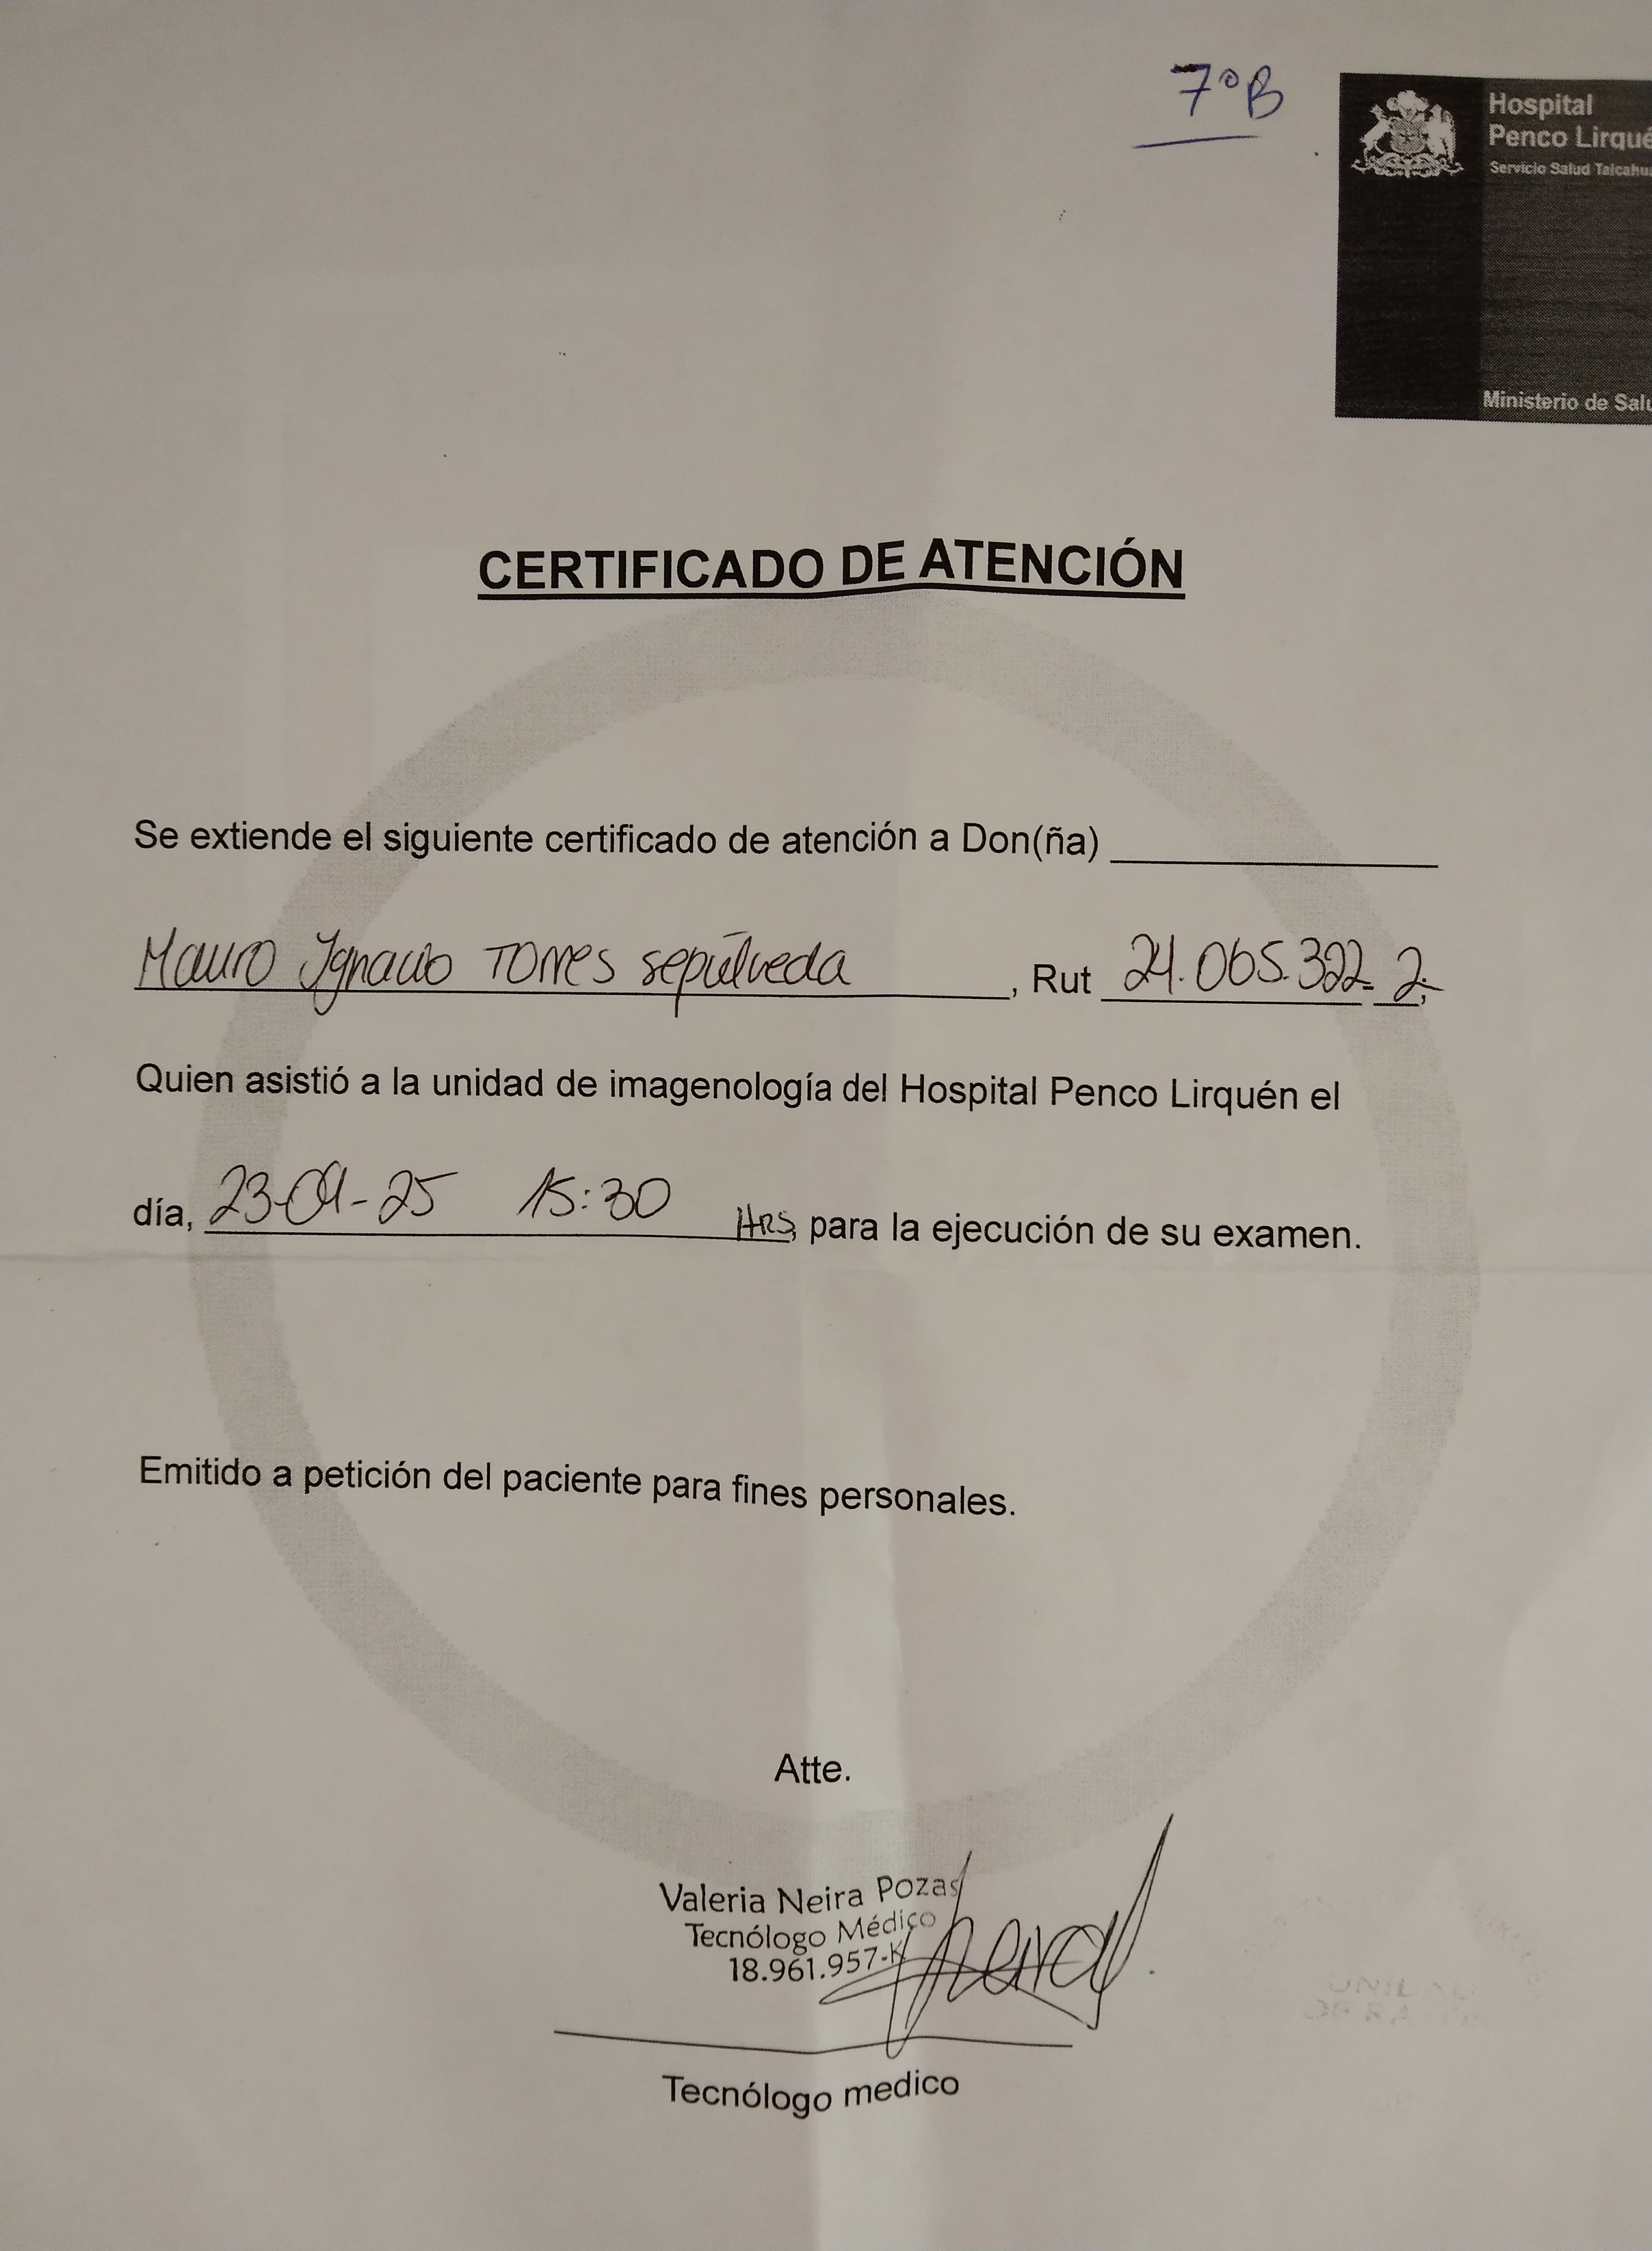 7°B
Hospital
Penco Lirqué
Servicio Salud Talcahu
Ministerio de Salu
CERTIFICADO DE ATENCIÓN
Se extiende el siguiente certificado de atención a Don(ña)
Mauro Ignacio Torres sepúlveda, Rut 24.065.322-2;
Quien asistió a la unidad de imagenología del Hospital Penco Lirquén el
día, 23-09-25 15:30 Hrs, para la ejecución de su examen.
Emitido a petición del paciente para fines personales.
Atte.
Valeria Neira Pozas
Tecnólogo Médico
18.961.957-K
Tecnólogo medico